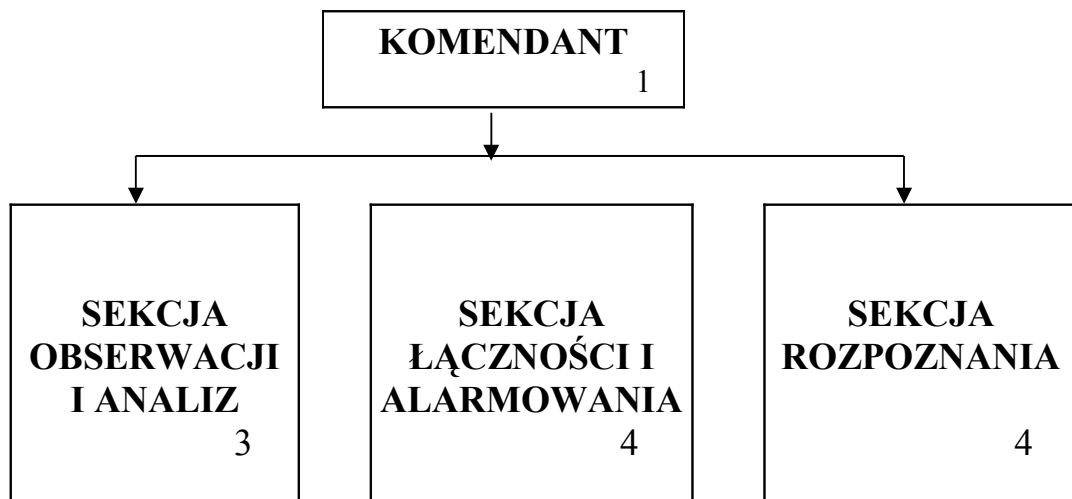 KOMENDANT
1
SEKCJA
OBSERWACJI
I ANALIZ
3
SEKCJA
ŁĄCZNOŚCI I
ALARMOWANIA
4
SEKCJA
ROZPOZNANIA
4